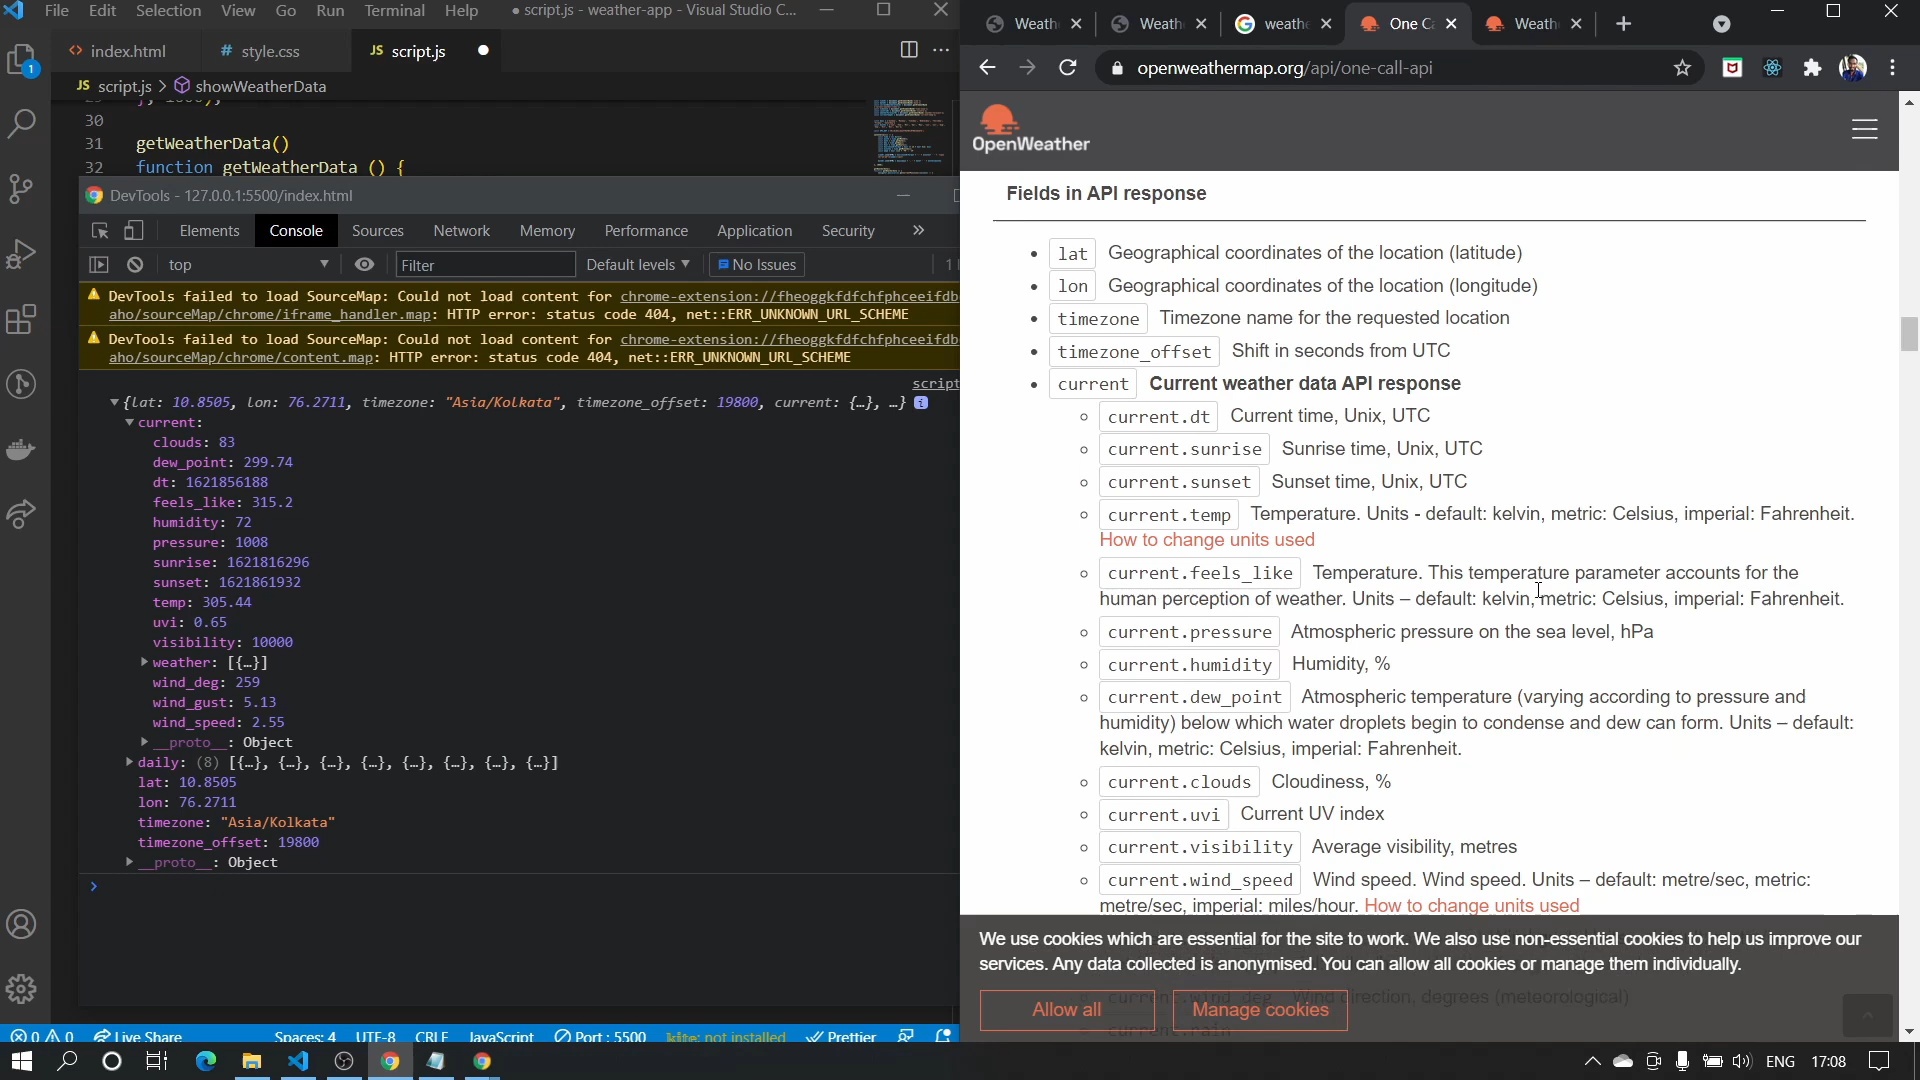 File Edit Selection View Go Run Terminal Help
● script.js - weather-app - Visual Studio C...
index.html
# style.css
JS script.js
JS script.js > showWeatherData
30
31 getWeatherData()
32 function getWeatherData () {
DevTools - 127.0.0.1:5500/index.html
Elements Console Sources Network Memory Performance Application Security »
top
Filter
Default levels ▼
No Issues
DevTools failed to load SourceMap: Could not load content for chrome-extension://fheoggkfdfchfphceeifdb
aho/sourceMap/chrome/iframe_handler.map: HTTP error: status code 404, net::ERR_UNKNOWN_URL_SCHEME
DevTools failed to load SourceMap: Could not load content for chrome-extension://fheoggkfdfchfphceeifdb
aho/sourceMap/chrome/content.map: HTTP error: status code 404, net::ERR_UNKNOWN_URL_SCHEME
script
▼{lat: 10.8505, lon: 76.2711, timezone: "Asia/Kolkata", timezone_offset: 19800, current: {…}, …}
▼current:
clouds: 83
dew_point: 299.74
dt: 1621856188
feels_like: 315.2
humidity: 72
pressure: 1008
sunrise: 1621816296
sunset: 1621861932
temp: 305.44
uvi: 0.65
visibility: 10000
▶weather: [{…}]
wind_deg: 259
wind_gust: 5.13
wind_speed: 2.55
▶__proto__: Object
▶daily: (8) [{…}, {…}, {…}, {…}, {…}, {…}, {…}, {…}]
lat: 10.8505
lon: 76.2711
timezone: "Asia/Kolkata"
timezone_offset: 19800
▶__proto__: Object
>
0 0 Live Share Spaces: 4 UTF-8 CRLF JavaScript Port : 5500 kite: not installed Prettier
Weath Weath weathe One C Weath
openweathermap.org/api/one-call-api
OpenWeather
Fields in API response
lat Geographical coordinates of the location (latitude)
lon Geographical coordinates of the location (longitude)
timezone Timezone name for the requested location
timezone_offset Shift in seconds from UTC
current Current weather data API response
current.dt Current time, Unix, UTC
current.sunrise Sunrise time, Unix, UTC
current.sunset Sunset time, Unix, UTC
current.temp Temperature. Units - default: kelvin, metric: Celsius, imperial: Fahrenheit.
How to change units used
current.feels_like Temperature. This temperature parameter accounts for the
human perception of weather. Units – default: kelvin, metric: Celsius, imperial: Fahrenheit.
current.pressure Atmospheric pressure on the sea level, hPa
current.humidity Humidity, %
current.dew_point Atmospheric temperature (varying according to pressure and
humidity) below which water droplets begin to condense and dew can form. Units – default:
kelvin, metric: Celsius, imperial: Fahrenheit.
current.clouds Cloudiness, %
current.uvi Current UV index
current.visibility Average visibility, metres
current.wind_speed Wind speed. Wind speed. Units – default: metre/sec, metric:
metre/sec, imperial: miles/hour. How to change units used
We use cookies which are essential for the site to work. We also use non-essential cookies to help us improve our
services. Any data collected is anonymised. You can allow all cookies or manage them individually.
current.wind_deg Wind direction, degrees (meteorological)
Allow all
Manage cookies
current.rain
ENG 17:08